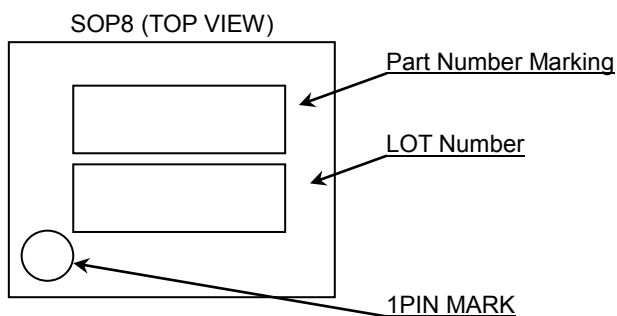 SOP8 (TOP VIEW)
Part Number Marking
LOT Number
1PIN MARK